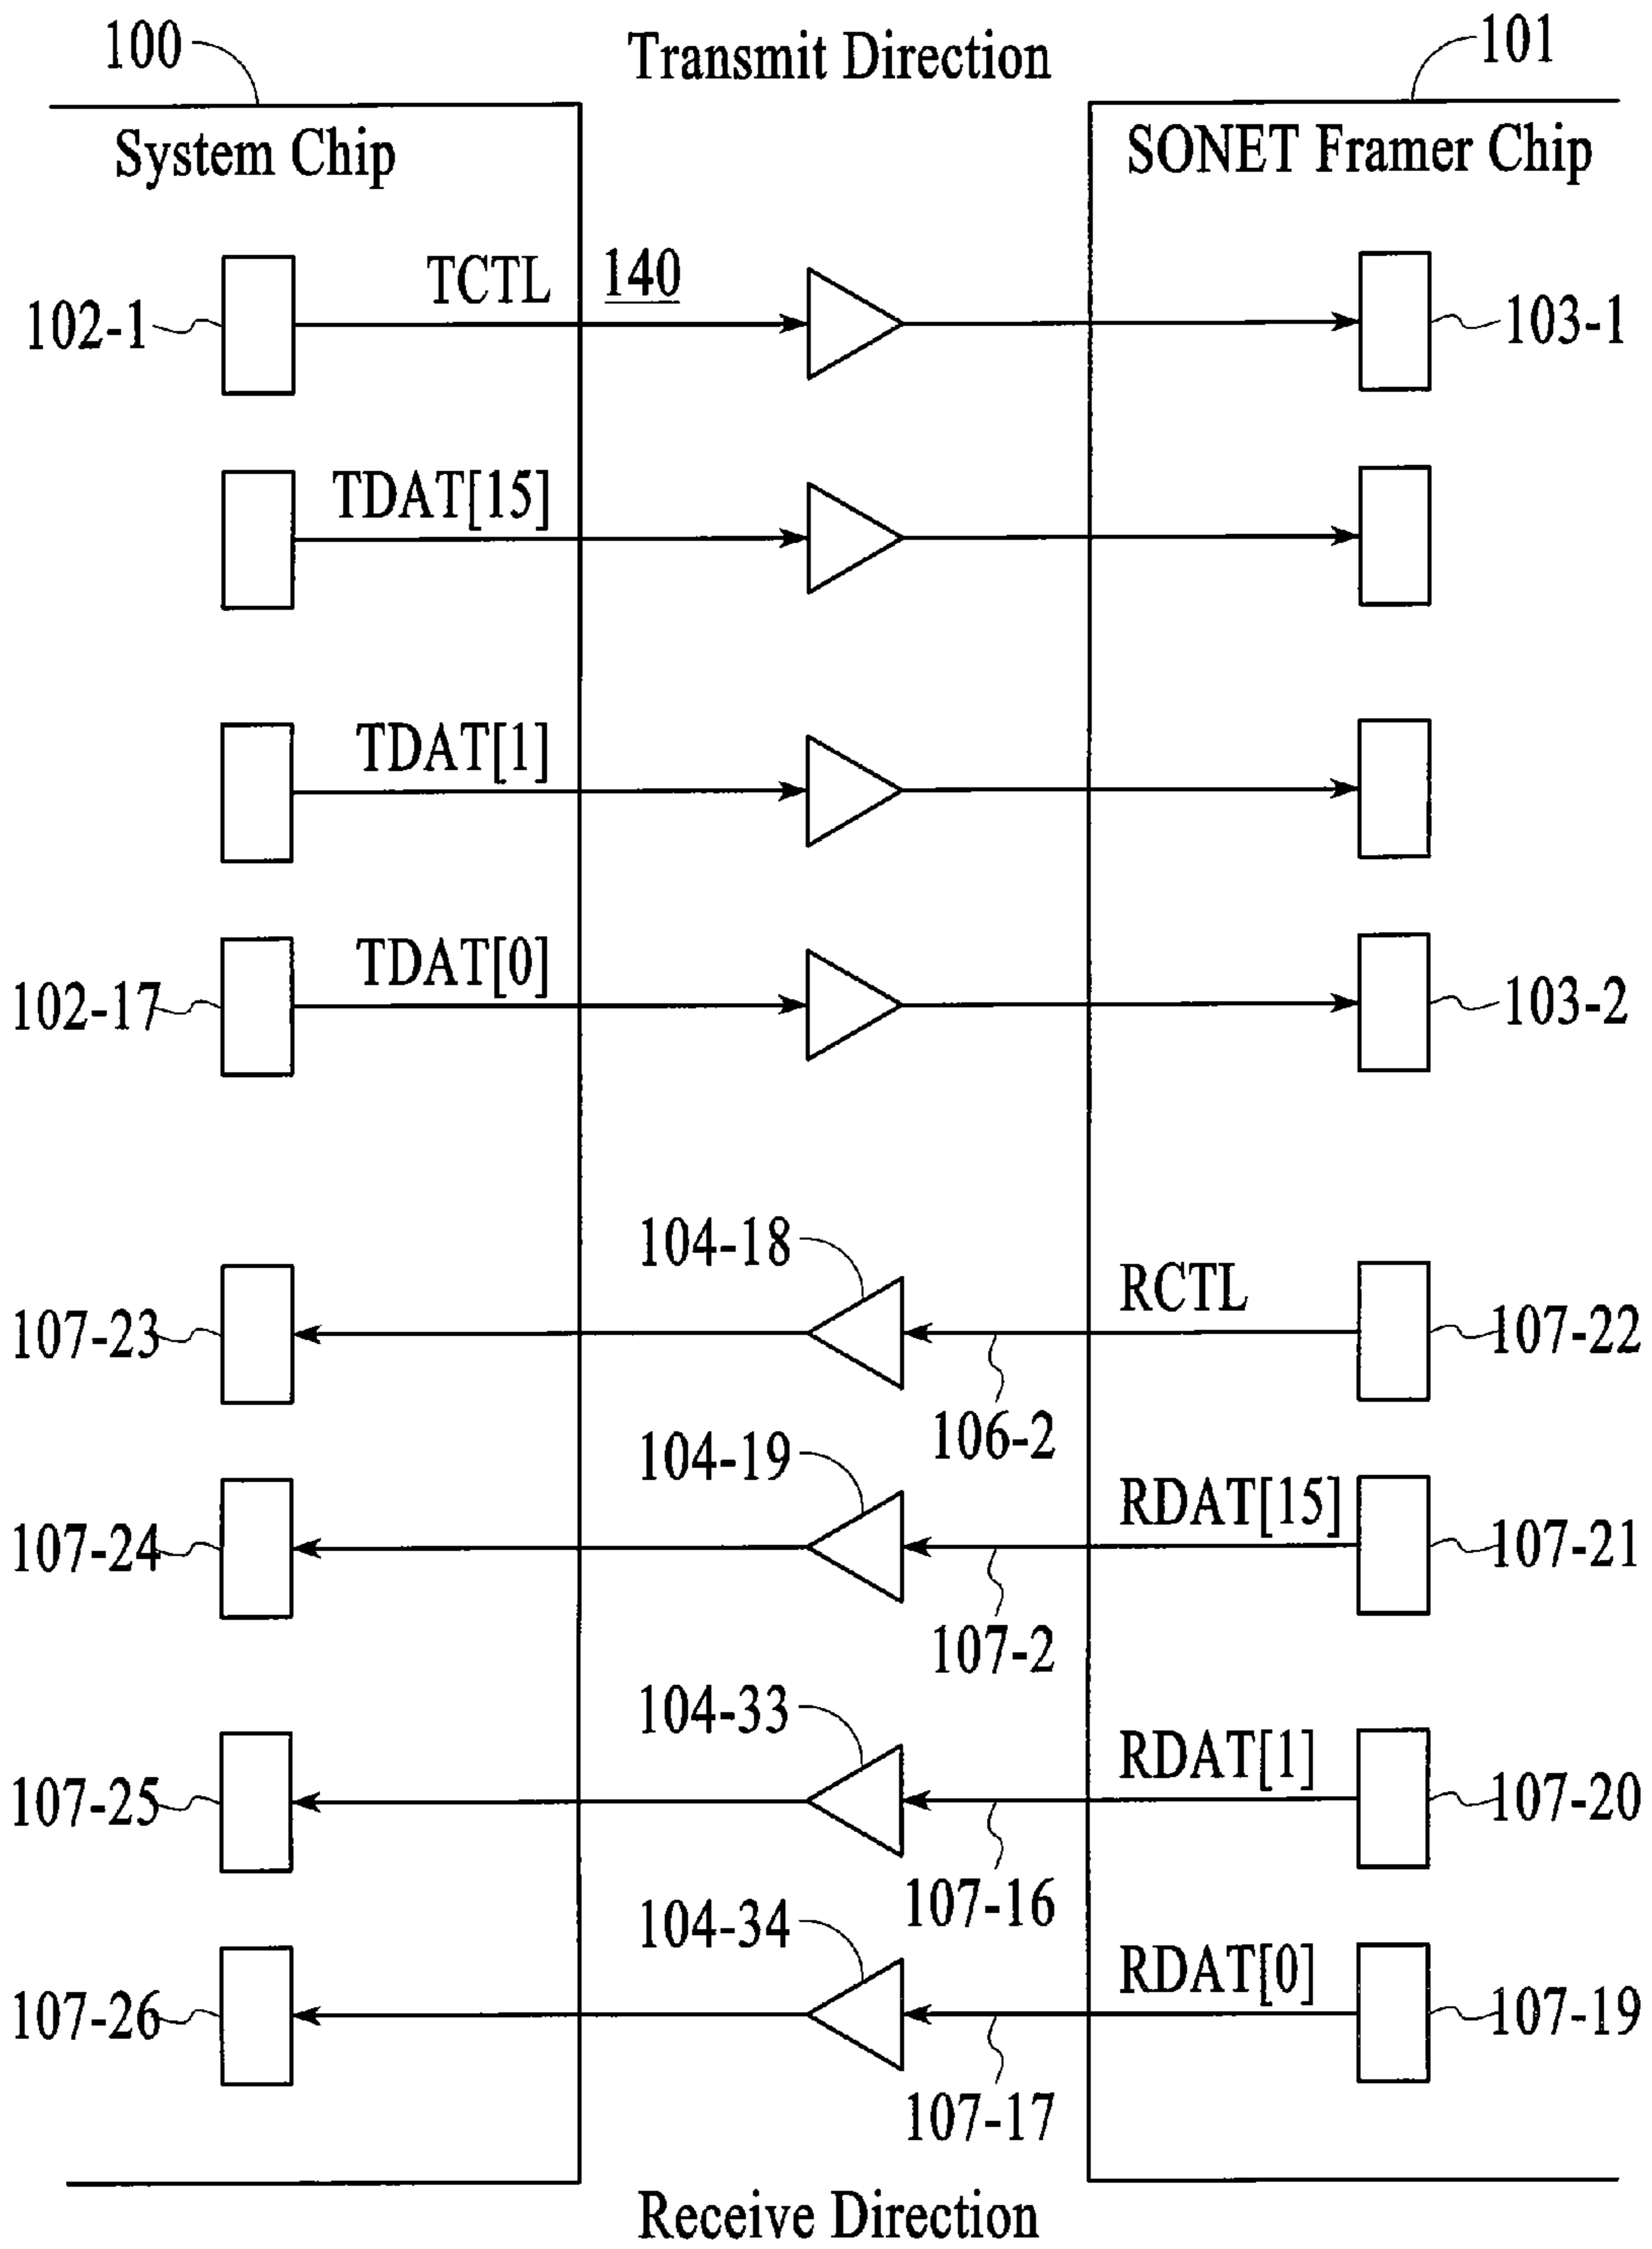 100
Transmit Direction
101
System Chip
SONET Framer Chip
TCTL
140
102-1
103-1
TDAT[15]
TDAT[1]
TDAT[0]
102-17
103-2
104-18
RCTL
107-23
107-22
106-2
104-19
RDAT[15]
107-24
107-21
107-2
104-33
RDAT[1]
107-25
107-20
107-16
104-34
RDAT[0]
107-26
107-19
107-17
Receive Direction